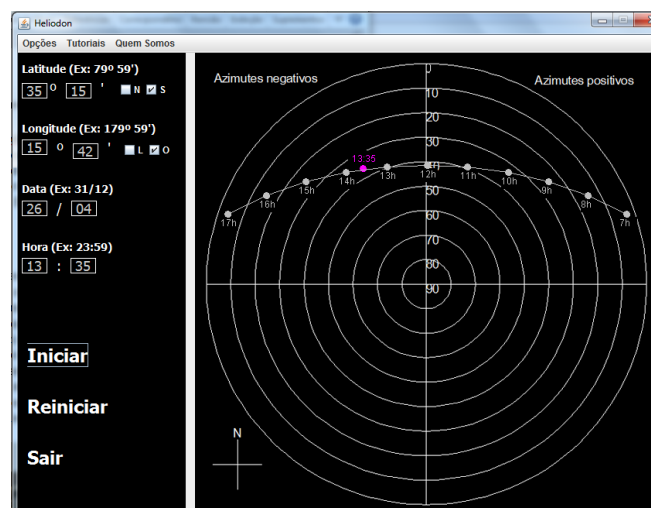 Heliodon
Opções Tutoriais Quem Somos
Latitude (Ex: 79º 59')
35 º 15 ' N S
Longitude (Ex: 179º 59')
15 º 42 ' L O
Data (Ex: 31/12)
26 / 04
Hora (Ex: 23:59)
13 : 35
Iniciar
Reiniciar
Sair
Azimutes negativos
Azimutes positivos
0
10
20
30
40
50
60
70
80
90
13:35
17h
16h
15h
14h
13h
12h
11h
10h
9h
8h
7h
N